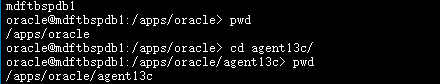 mdftbspdb1
oracle@mdftbspdb1:/apps/oracle> pwd
/apps/oracle
oracle@mdftbspdb1:/apps/oracle> cd agent13c/
oracle@mdftbspdb1:/apps/oracle/agent13c> pwd
/apps/oracle/agent13c